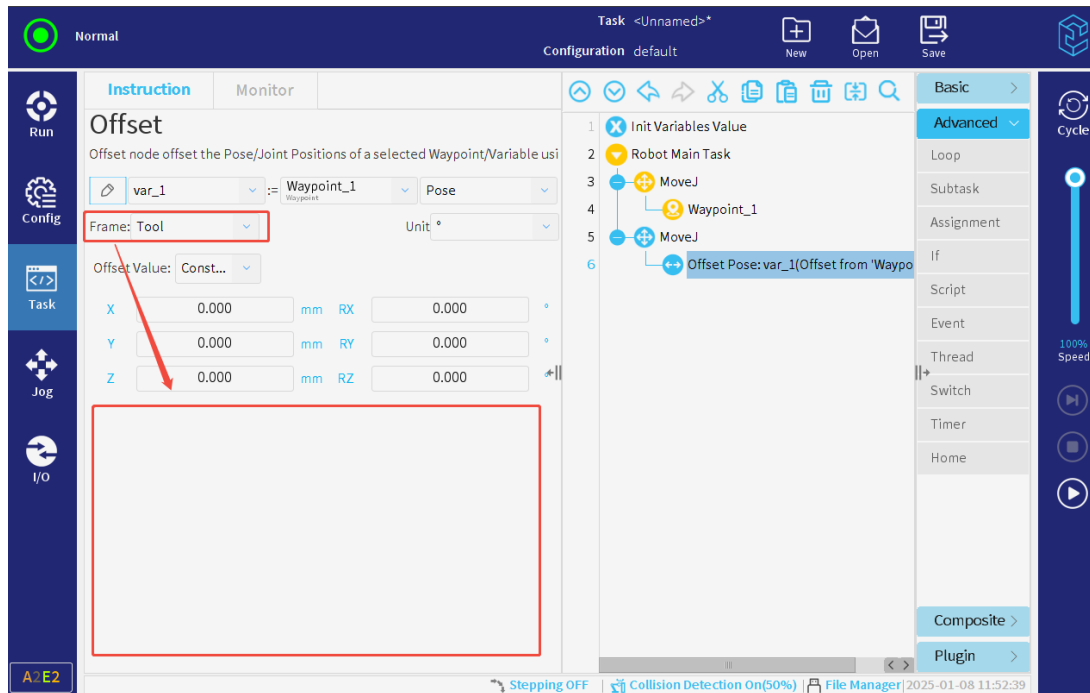 Normal
Task <Unnamed>*
Configuration default
New
Open
Save
Run
Config
Task
Jog
I/O
A2E2
Instruction
Monitor
Offset
Offset node offset the Pose/Joint Positions of a selected Waypoint/Variable usi
var_1 := Waypoint_1 Pose
Waypoint
Frame: Tool Unit °
Offset Value: Const...
X 0.000 mm RX 0.000 °
Y 0.000 mm RY 0.000 °
Z 0.000 mm RZ 0.000 °
1 Init Variables Value
2 Robot Main Task
3 MoveJ
4 Waypoint_1
5 MoveJ
6 Offset Pose: var_1(Offset from 'Waypo
Basic
Advanced
Loop
Subtask
Assignment
If
Script
Event
Thread
Switch
Timer
Home
Composite
Plugin
Cycle
100%
Speed
Stepping OFF | Collision Detection On(50%) | File Manager| 2025-01-08 11:52:39